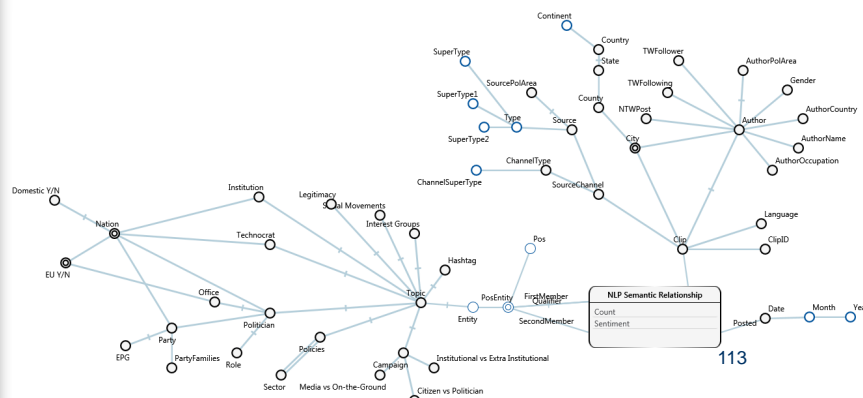 Continent
Country
State
SuperType
TWFollower
AuthorPolArea
Gender
SourcePolArea
TWFollowing
SuperType1
County
NTWPost
AuthorCountry
Type
Source
City
Author
SuperType2
AuthorName
ChannelType
AuthorOccupation
ChannelSuperType
SourceChannel
Domestic Y/N
Institution
Legitimacy
Social Movements
Interest Groups
Nation
Technocrat
Language
Clip
ClipID
Pos
EU Y/N
Hashtag
Office
Topic
PosEntity
FirstMember
Qualifier
NLP Semantic Relationship
Entity
SecondMember
Count
Sentiment
Posted
Date
Month
Yea
Politician
Party
Policies
EPG
PartyFamilies
Role
Sector
Campaign
Institutional vs Extra Institutional
Media vs On-the-Ground
Citizen vs Politician
113